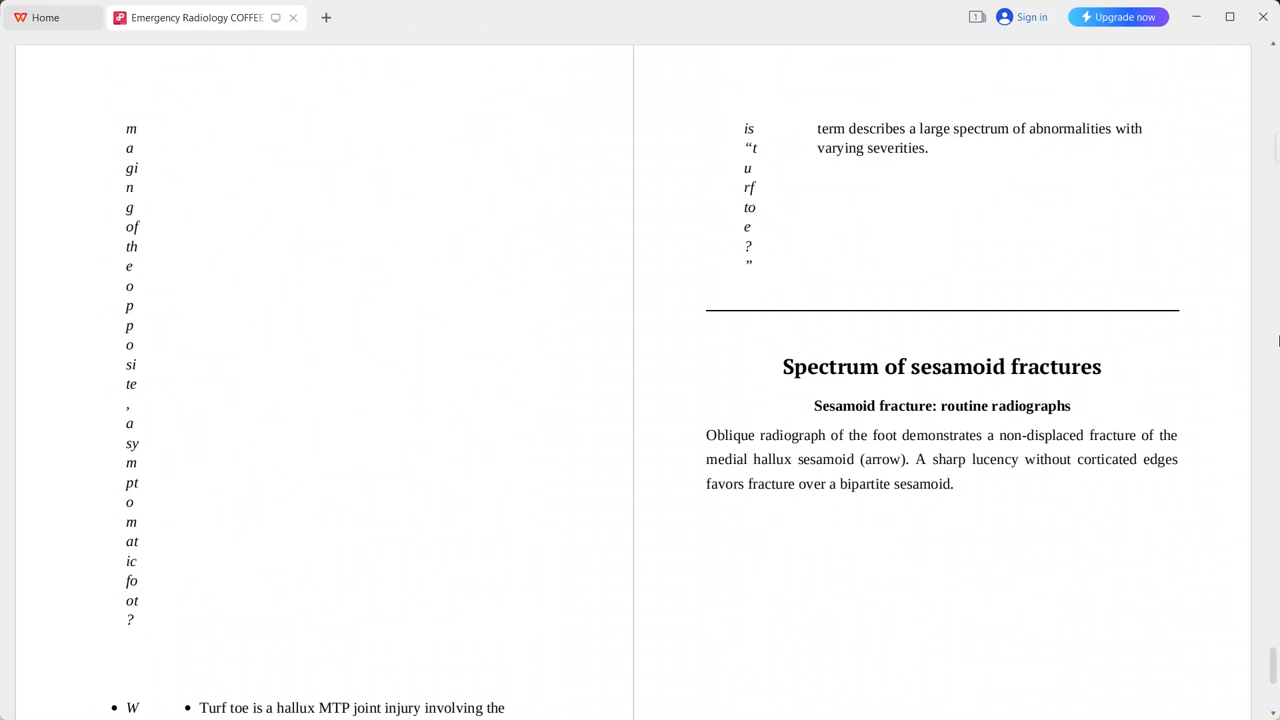 Home
Emergency Radiology COFFEE
1
Sign in
Upgrade now
m
a
gi
n
g
of
th
e
o
p
p
o
si
te
,
a
sy
m
pt
o
m
at
ic
fo
ot
?
• W
• Turf toe is a hallux MTP joint injury involving the
is
“t
u
rf
to
e
?
”
term describes a large spectrum of abnormalities with
varying severities.
Spectrum of sesamoid fractures
Sesamoid fracture: routine radiographs
Oblique radiograph of the foot demonstrates a non-displaced fracture of the
medial hallux sesamoid (arrow). A sharp lucency without corticated edges
favors fracture over a bipartite sesamoid.